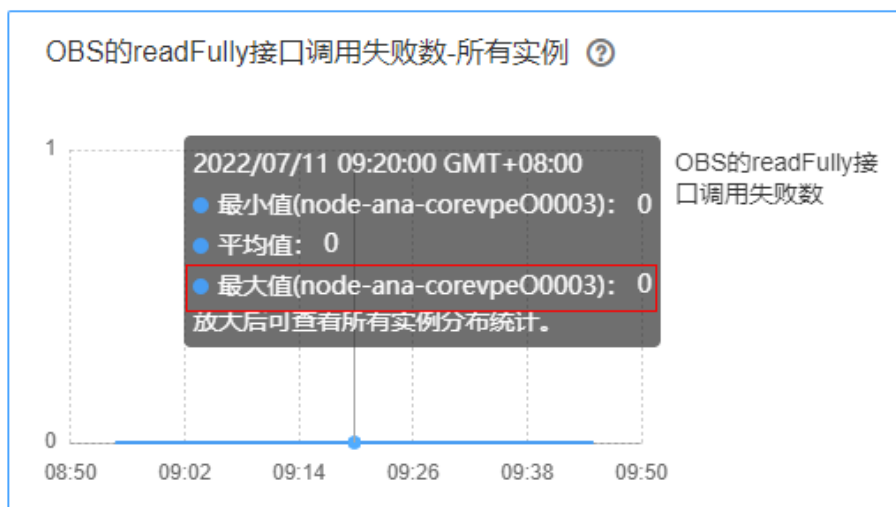 OBS的readFully接口调用失败数-所有实例 ?
1
2022/07/11 09:20:00 GMT+08:00
最小值(node-ana-corevpeO0003): 0
平均值: 0
最大值(node-ana-corevpeO0003): 0
放大后可查看所有实例分布统计。
OBS的readFully接
口调用失败数
0
08:50 09:02 09:14 09:26 09:38 09:50